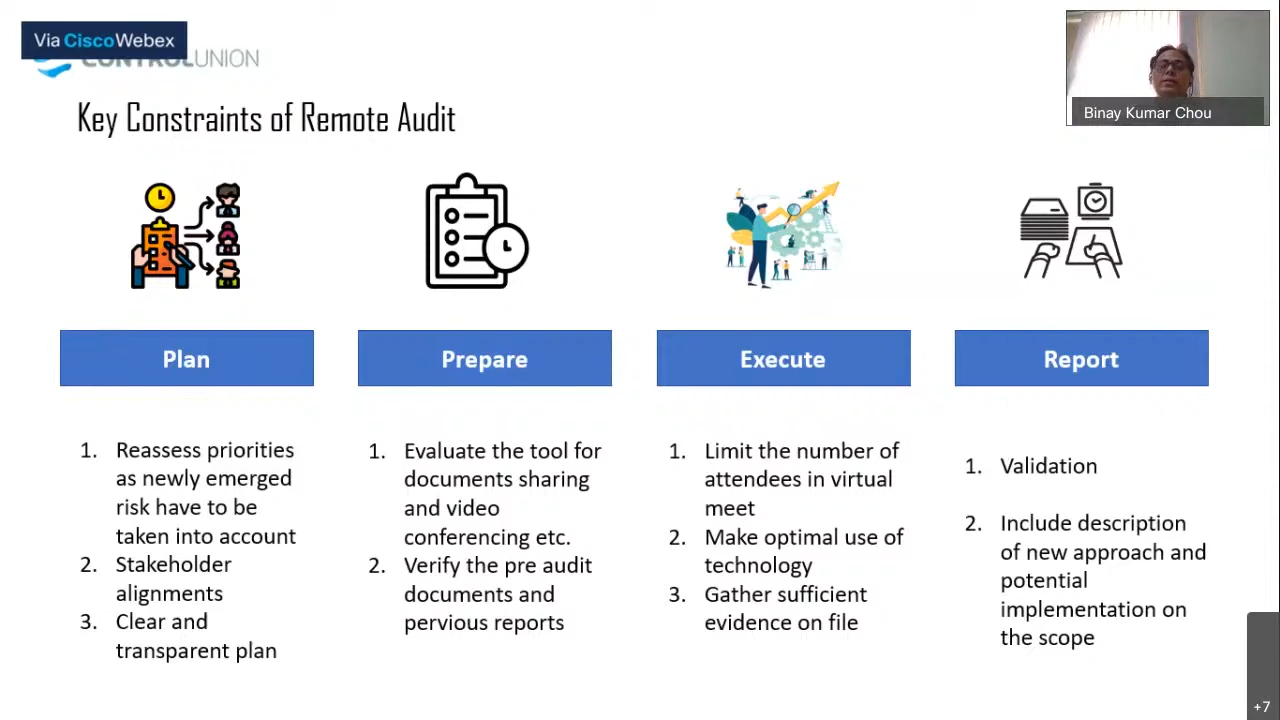 Via CiscoWebex
CONTROLUNION
Key Constraints of Remote Audit
Binay Kumar Chou
Plan
Prepare
Execute
Report
1. Reassess priorities
as newly emerged
risk have to be
taken into account
2. Stakeholder
alignments
3. Clear and
transparent plan
1. Evaluate the tool for
documents sharing
and video
conferencing etc.
2. Verify the pre audit
documents and
pervious reports
1. Limit the number of
attendees in virtual
meet
2. Make optimal use of
technology
3. Gather sufficient
evidence on file
1. Validation
2. Include description
of new approach and
potential
implementation on
the scope
+7